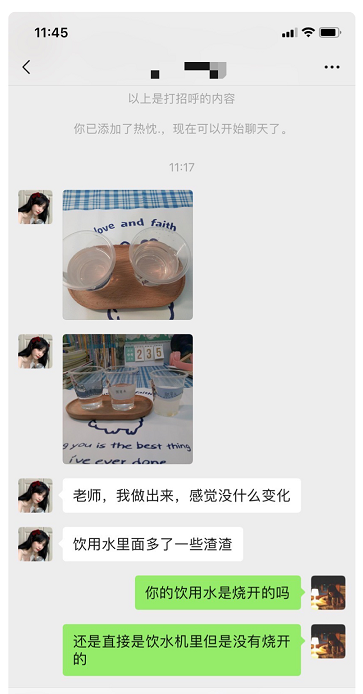 11:45
以上是打招呼的内容
你已添加了热忱.，现在可以开始聊天了。
11:17
love and faith
235
g you is the best thing
i've ever done
老师，我做出来，感觉没什么变化
饮用水里面多了一些渣渣
你的饮用水是烧开的吗
还是直接是饮水机里但是没有烧开
的